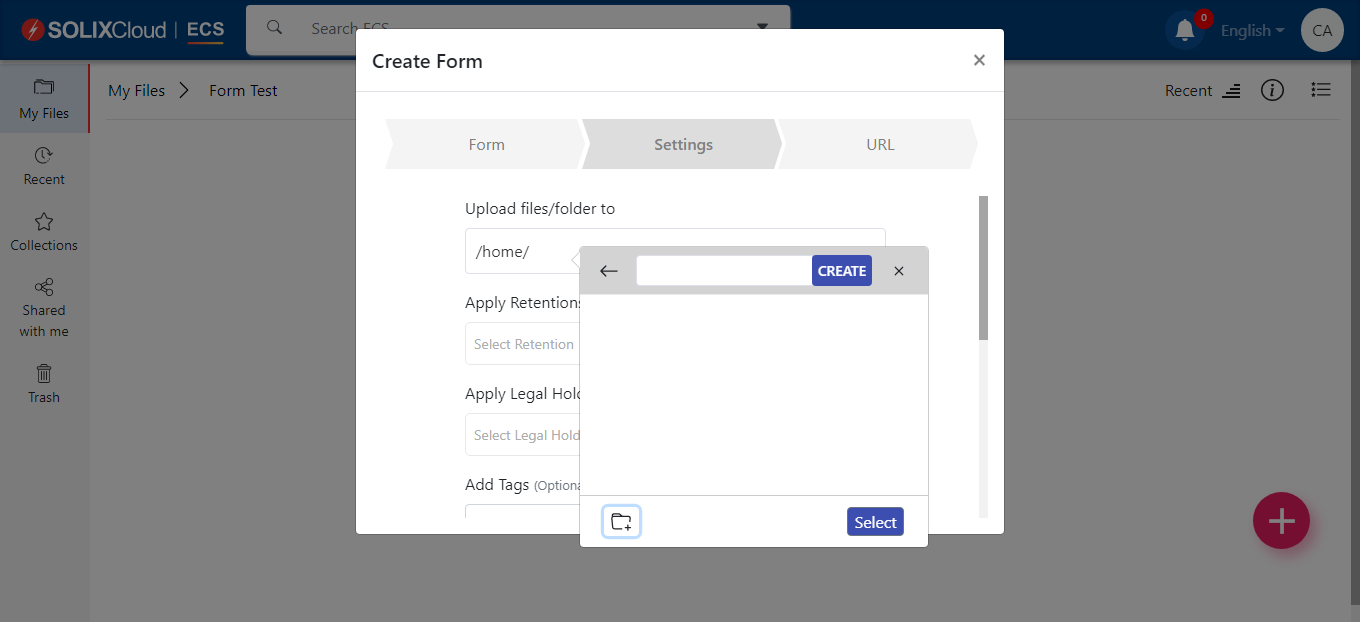 SOLIXCloud | ECS
Search ECS
0
English
CA
Create Form
×
My Files
Recent
Collections
Shared
with me
Trash
My Files > Form Test
Recent
Form
Settings
URL
Upload files/folder to
/home/
CREATE
Apply Retentions
Select Retention
Apply Legal Hold
Select Legal Hold
Add Tags (Optiona
Select